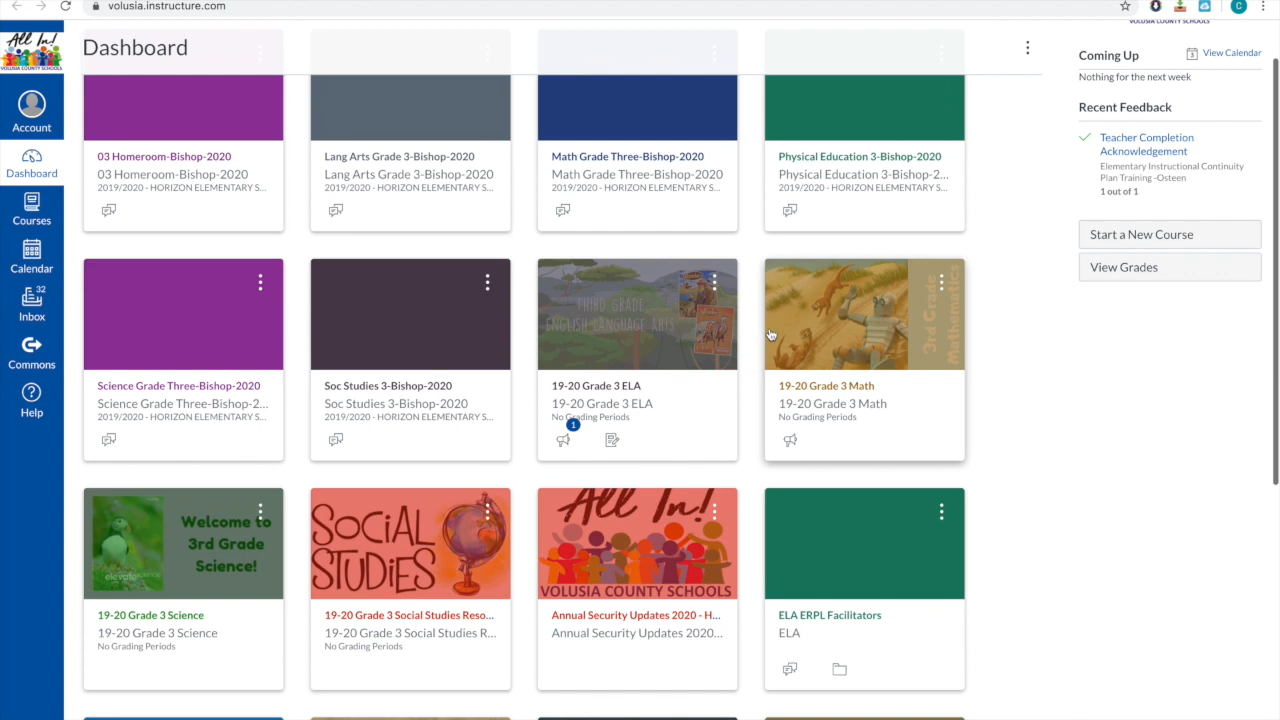 volusia.instructure.com
C
All In!
VOLUSIA COUNTY SCHOOLS
Account
Dashboard
Courses
Calendar
32
Inbox
Commons
Help
Dashboard
03 Homeroom-Bishop-2020
03 Homeroom-Bishop-2020
2019/2020 - HORIZON ELEMENTARY S...
Lang Arts Grade 3-Bishop-2020
Lang Arts Grade 3-Bishop-2020
2019/2020 - HORIZON ELEMENTARY S...
Math Grade Three-Bishop-2020
Math Grade Three-Bishop-2020
2019/2020 - HORIZON ELEMENTARY S...
Physical Education 3-Bishop-2020
Physical Education 3-Bishop-2...
2019/2020 - HORIZON ELEMENTARY S...
Science Grade Three-Bishop-2020
Science Grade Three-Bishop-2...
2019/2020 - HORIZON ELEMENTARY S...
Soc Studies 3-Bishop-2020
Soc Studies 3-Bishop-2020
2019/2020 - HORIZON ELEMENTARY S...
THIRD GRADE
ENGLISH LANGUAGE ARTS
19-20 Grade 3 ELA
19-20 Grade 3 ELA
No Grading Periods
1
3rd Grade
Mathematics
19-20 Grade 3 Math
19-20 Grade 3 Math
No Grading Periods
elevatescience
Welcome to
3rd Grade
Science!
19-20 Grade 3 Science
19-20 Grade 3 Science
No Grading Periods
SOCIAL
STUDIES
19-20 Grade 3 Social Studies Reso...
19-20 Grade 3 Social Studies R...
No Grading Periods
All In!
VOLUSIA COUNTY SCHOOLS
Annual Security Updates 2020 - H...
Annual Security Updates 2020...
ELA ERPL Facilitators
ELA
VOLUSIA COUNTY SCHOOLS
Coming Up
View Calendar
Nothing for the next week
Recent Feedback
Teacher Completion
Acknowledgement
Elementary Instructional Continuity
Plan Training -Osteen
1 out of 1
Start a New Course
View Grades